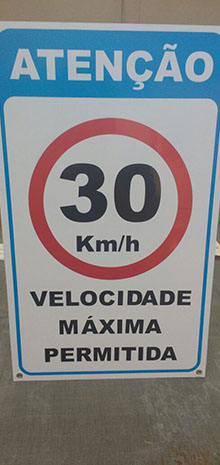 ATENÇÃO
30
Km/h
VELOCIDADE
MÁXIMA
PERMITIDA